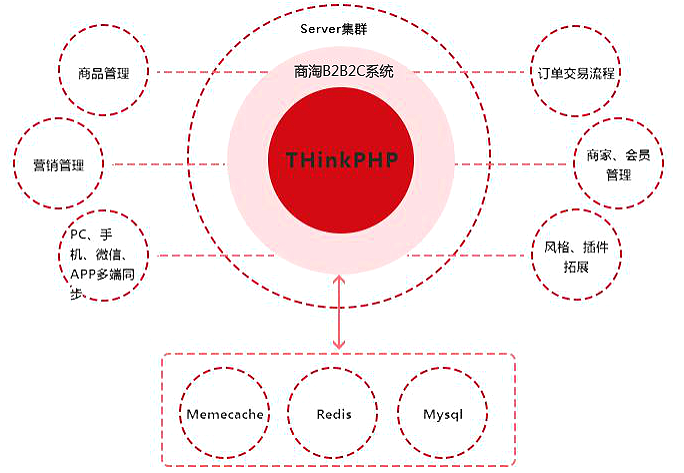 Server集群
商淘B2B2C系统
THinkPHP
商品管理
营销管理
PC、手
机、微信、
APP多端同
步
订单交易流程
商家、会员
管理
风格、插件
拓展
Memecache
Redis
Mysql